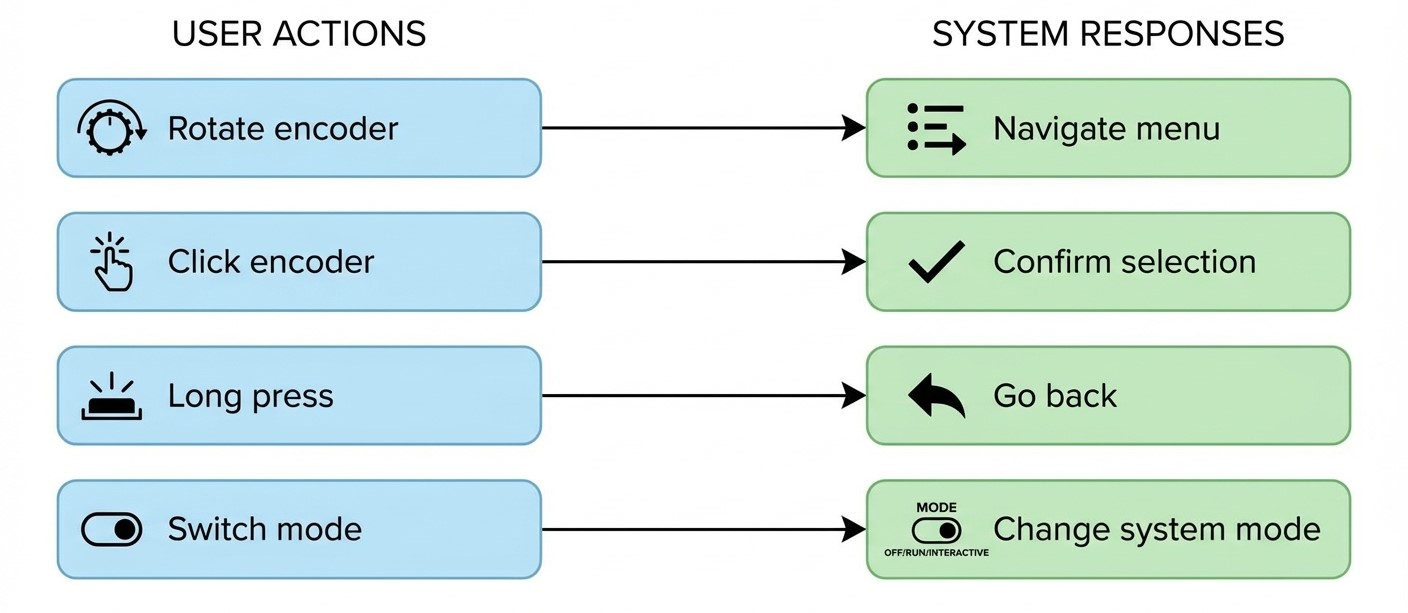 USER ACTIONS
SYSTEM RESPONSES
Rotate encoder
Navigate menu
Click encoder
Confirm selection
Long press
Go back
Switch mode
MODE
OFF/RUN/INTERACTIVE
Change system mode